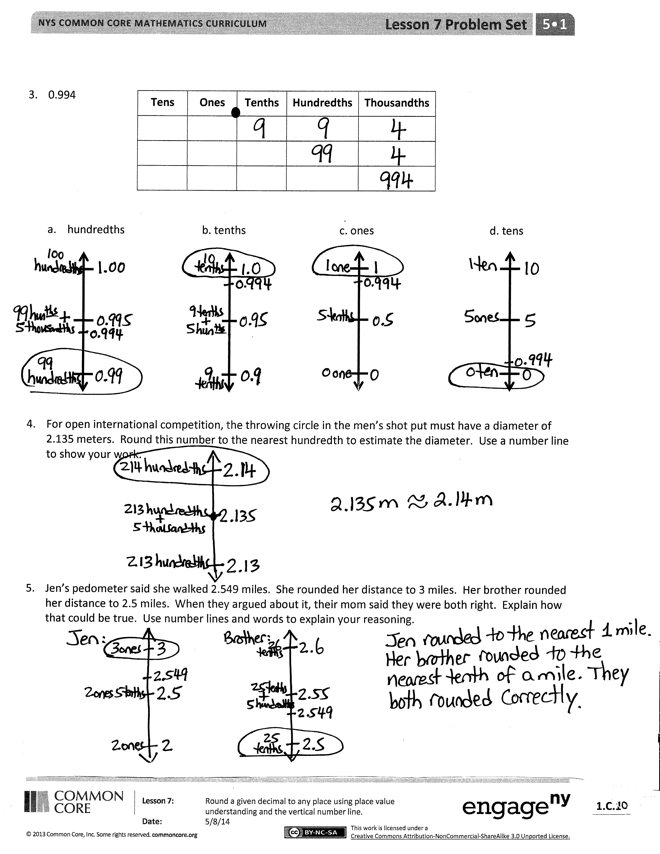 NYS COMMON CORE MATHEMATICS CURRICULUM Lesson 7 Problem Set 5•1
3. 0.994
Tens Ones Tenths Hundredths Thousandths
9 9 4
99 4
994
a. hundredths b. tenths c. ones d. tens
100
hundredths 1.00
99 hunths +
5 thousandths 0.995
0.994
99
hundredths 0.99
10
tenths 1.0
0.994
9 tenths
+
5 hunths 0.95
9
tenths 0.9
1 one 1
0.994
5 tenths 0.5
0 one 0
1 ten 10
5 ones 5
0.994
0 ten 0
4. For open international competition, the throwing circle in the men's shot put must have a diameter of
2.135 meters. Round this number to the nearest hundredth to estimate the diameter. Use a number line
to show your work.
214 hundredths 2.14
213 hundredths
+
5 thousandths 2.135
213 hundredths 2.13
2.135 m ≈ 2.14 m
5. Jen's pedometer said she walked 2.549 miles. She rounded her distance to 3 miles. Her brother rounded
her distance to 2.5 miles. When they argued about it, their mom said they were both right. Explain how
that could be true. Use number lines and words to explain your reasoning.
Jen:
3 ones 3
2.549
2 ones 5 tenths 2.5
2 ones 2
Brother:
26
tenths 2.6
25 tenths
+
5 hundredths 2.55
2.549
25
tenths 2.5
Jen rounded to the nearest 1 mile.
Her brother rounded to the
nearest tenth of a mile. They
both rounded correctly.
COMMON
CORE
Lesson 7: Round a given decimal to any place using place value
understanding and the vertical number line.
Date: 5/8/14
engageny
1.C.10
© 2013 Common Core, Inc. Some rights reserved. commoncore.org
cc BY-NC-SA
This work is licensed under a
Creative Commons Attribution-NonCommercial-ShareAlike 3.0 Unported License.